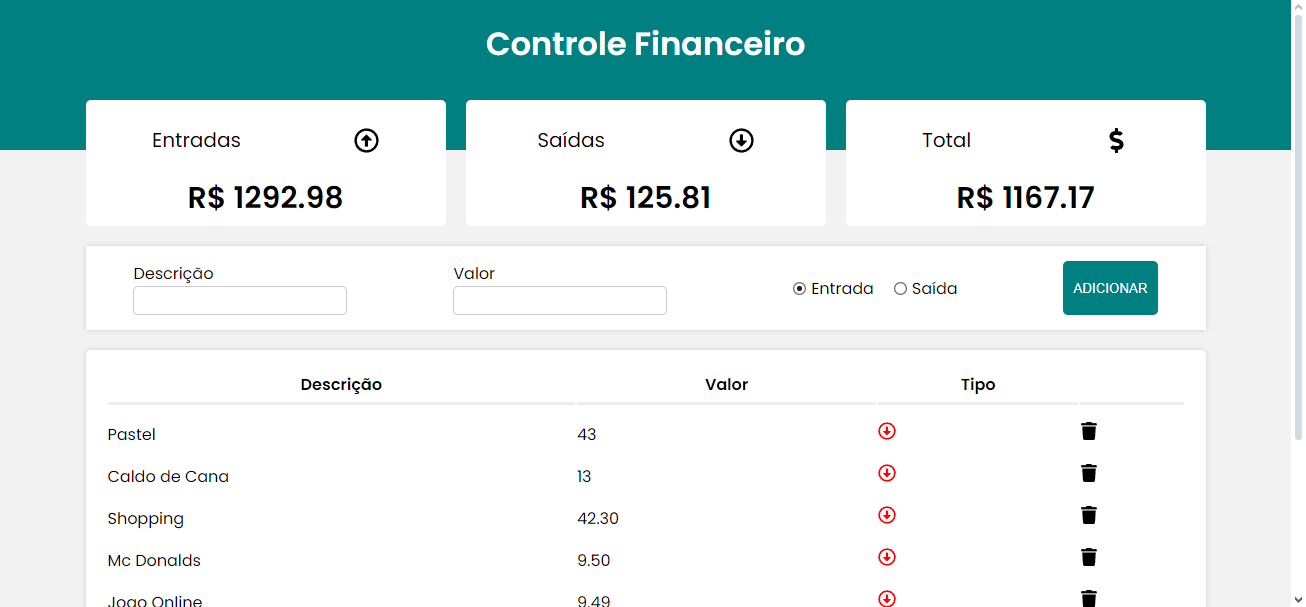 Controle Financeiro
Entradas
R$ 1292.98
Saídas
R$ 125.81
Total
R$ 1167.17
Descrição
Valor
Entrada
Saída
ADICIONAR
Descrição Valor Tipo
Pastel 43
Caldo de Cana 13
Shopping 42.30
Mc Donalds 9.50
Jogo Online 9.49